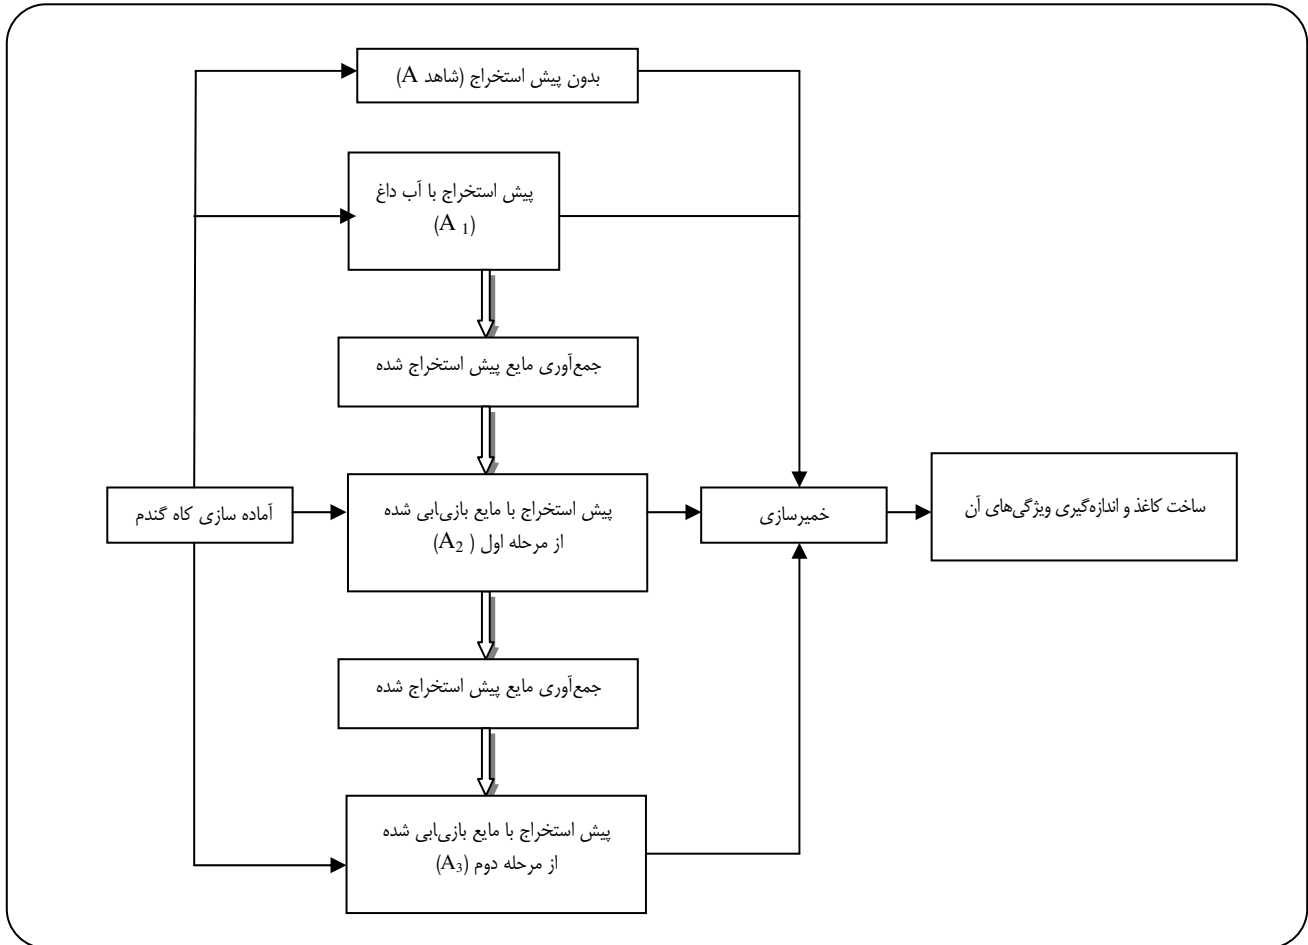 بدون پیش استخراج (شاهد A)
پیش استخراج با آب داغ
(A 1)
جمع‌آوری مایع پیش استخراج شده
آماده سازی کاه گندم
پیش استخراج با مایع بازیابی شده
از مرحله اول ( A2)
خمیرسازی
ساخت کاغذ و اندازه‌گیری ویژگی‌های آن
جمع‌آوری مایع پیش استخراج شده
پیش استخراج با مایع بازیابی شده
از مرحله دوم (A3)